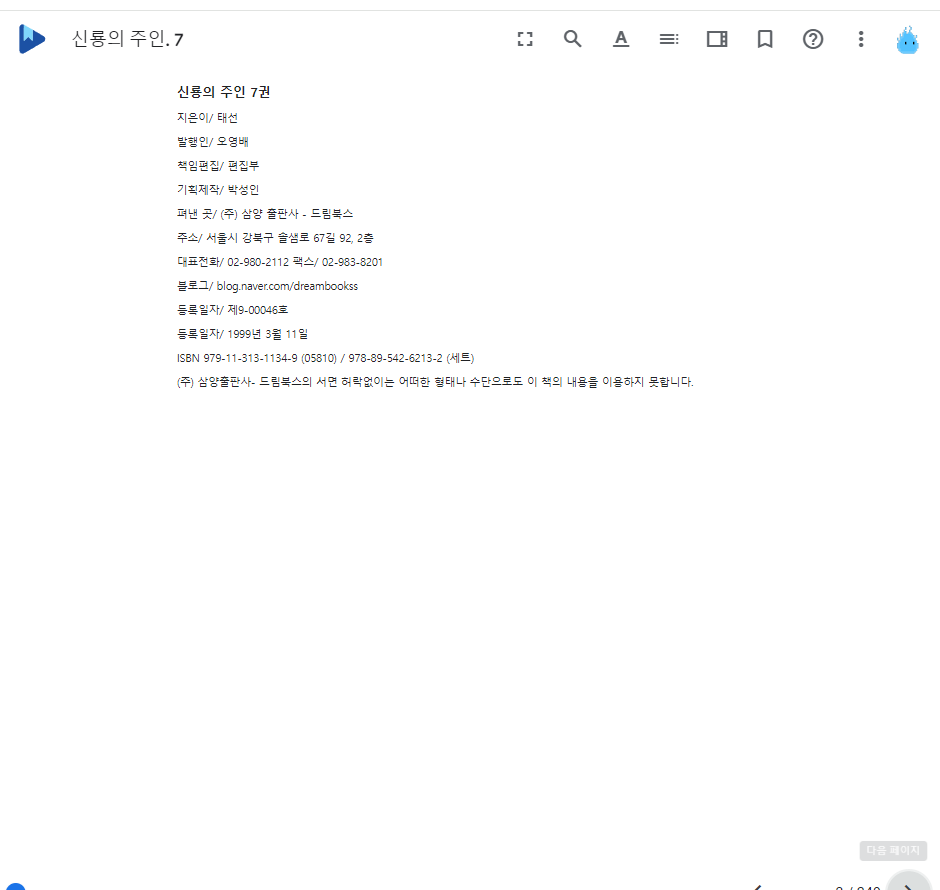 신룡의 주인. 7
신룡의 주인 7권
지은이/ 태선
발행인/ 오영배
책임편집/ 편집부
기획제작/ 박성인
펴낸 곳/ (주) 삼양 출판사 - 드림북스
주소/ 서울시 강북구 솔샘로 67길 92, 2층
대표전화/ 02-980-2112 팩스/ 02-983-8201
블로그/ blog.naver.com/dreambookss
등록일자/ 제9-00046호
등록일자/ 1999년 3월 11일
ISBN 979-11-313-1134-9 (05810) / 978-89-542-6213-2 (세트)
(주) 삼양출판사- 드림북스의 서면 허락없이는 어떠한 형태나 수단으로도 이 책의 내용을 이용하지 못합니다.
다음 페이지